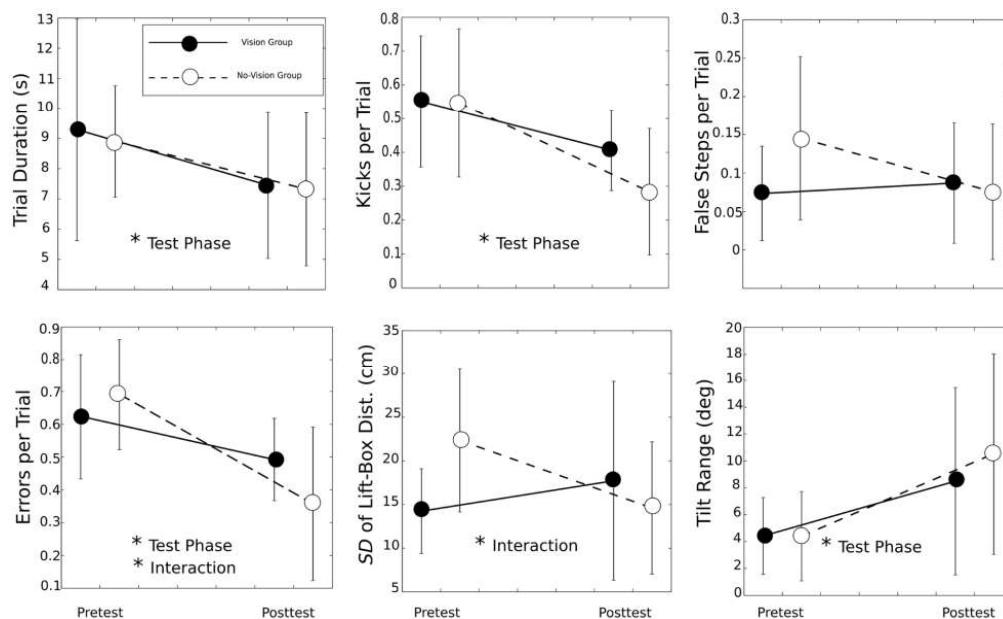 Trial Duration (s)
13
12
11
10
9
8
7
6
5
4
Vision Group
No-Vision Group
* Test Phase
Kicks per Trial
0.8
0.7
0.6
0.5
0.4
0.3
0.2
0.1
0
* Test Phase
False Steps per Trial
0.3
0.25
0.2
0.15
0.1
0.05
0
Errors per Trial
0.9
0.8
0.7
0.6
0.5
0.4
0.3
0.2
0.1
* Test Phase
* Interaction
Pretest
Posttest
SD of Lift-Box Dist. (cm)
35
30
25
20
15
10
5
* Interaction
Pretest
Posttest
Tilt Range (deg)
20
18
16
14
12
10
8
6
4
2
0
* Test Phase
Pretest
Posttest